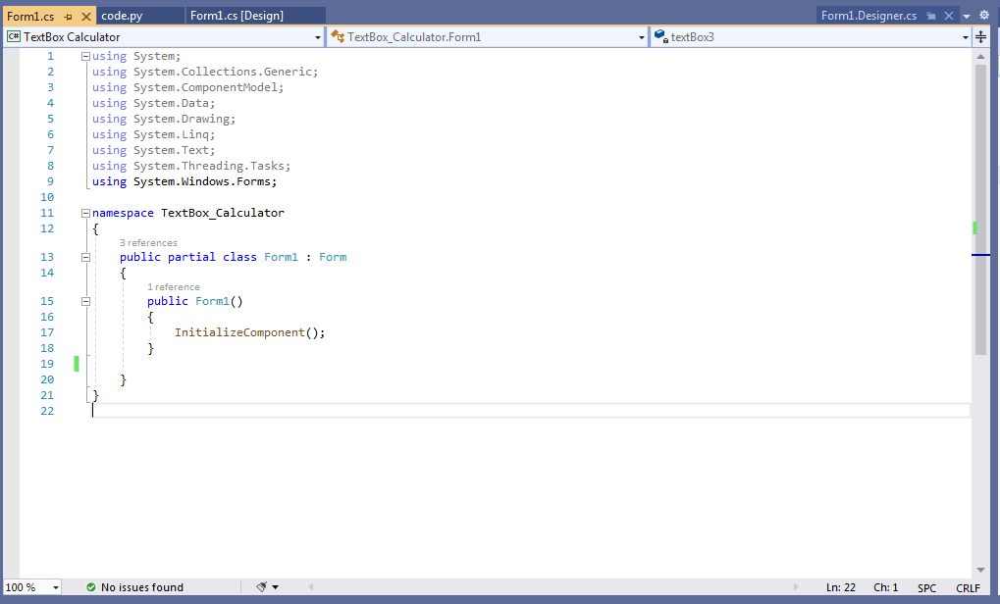 Form1.cs code.py Form1.cs [Design] Form1.Designer.cs
C# TextBox Calculator TextBox_Calculator.Form1 textBox3
1 using System;
2 using System.Collections.Generic;
3 using System.ComponentModel;
4 using System.Data;
5 using System.Drawing;
6 using System.Linq;
7 using System.Text;
8 using System.Threading.Tasks;
9 using System.Windows.Forms;
10
11 namespace TextBox_Calculator
12 {
3 references
13 public partial class Form1 : Form
14 {
1 reference
15 public Form1()
16 {
17 InitializeComponent();
18 }
19
20 }
21 }
22
100 % No issues found Ln: 22 Ch: 1 SPC CRLF